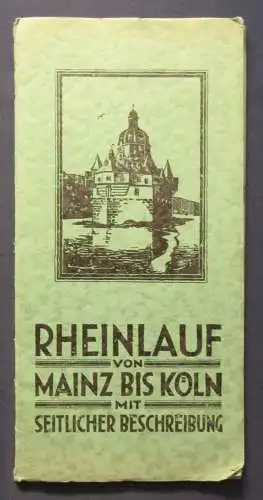 RHEINLAUF
VON
MAINZ BIS KÖLN
MIT
SEITLICHER BESCHREIBUNG